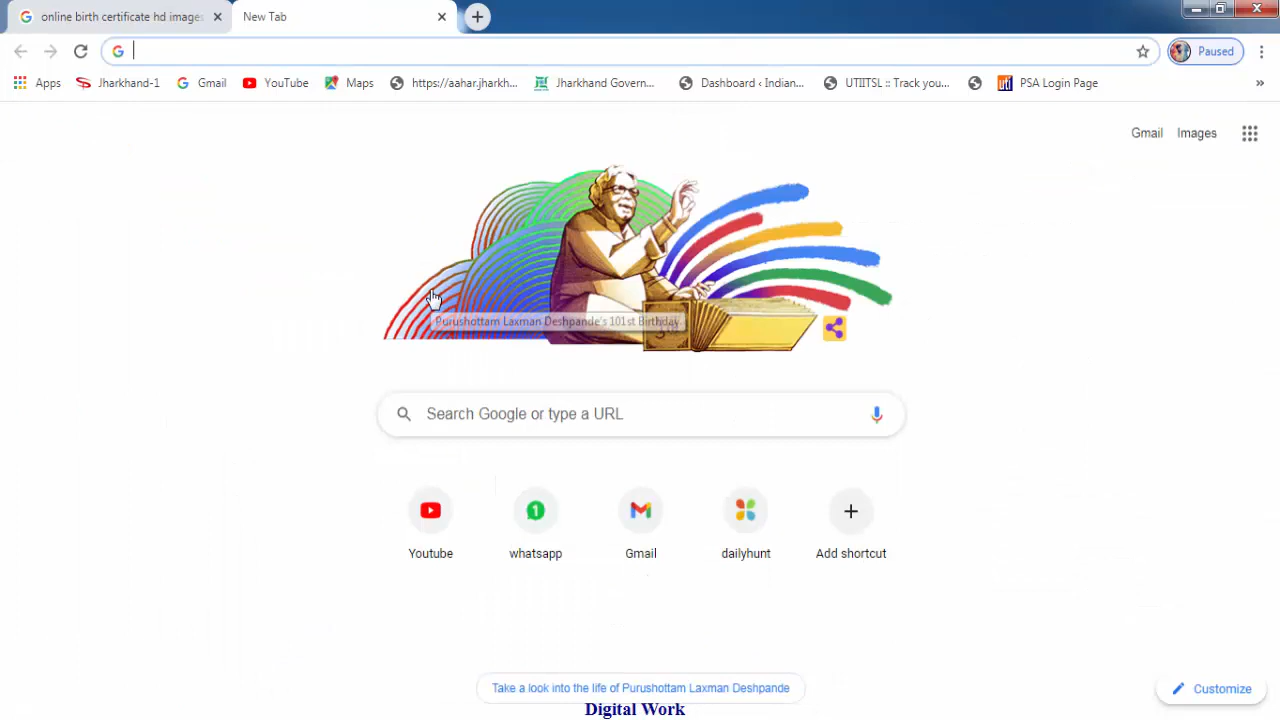 online birth certificate hd images
New Tab
Paused
Apps
Jharkhand-1
Gmail
YouTube
Maps
https://aahar.jharkh...
Jharkhand Govern...
Dashboard ‹ Indian...
UTIITSL :: Track you...
uti
PSA Login Page
»
Gmail
Images
Purushottam Laxman Deshpande's 101st Birthday
Search Google or type a URL
1
Youtube
whatsapp
Gmail
dailyhunt
Add shortcut
Take a look into the life of Purushottam Laxman Deshpande
Customize
Digital Work